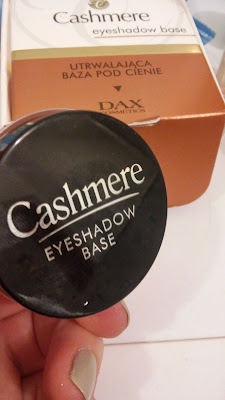 Cashmere
eyeshadow base
UTRWALAJĄCA
BAZA POD CIENIE
DAX
COSMETICS
Cashmere
EYESHADOW
BASE